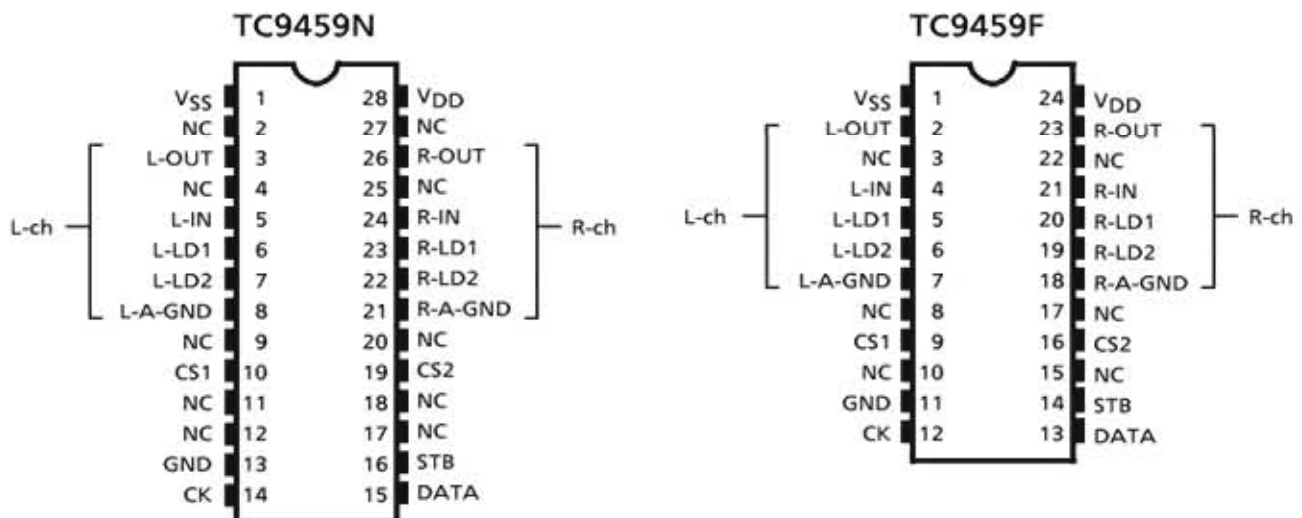 TC9459N
VSS 1 28 VDD
NC 2 27 NC
L-OUT 3 26 R-OUT
NC 4 25 NC
L-IN 5 24 R-IN
L-LD1 6 23 R-LD1
L-LD2 7 22 R-LD2
L-A-GND 8 21 R-A-GND
NC 9 20 NC
CS1 10 19 CS2
NC 11 18 NC
NC 12 17 NC
GND 13 16 STB
CK 14 15 DATA
L-ch
R-ch
TC9459F
VSS 1 24 VDD
L-OUT 2 23 R-OUT
NC 3 22 NC
L-IN 4 21 R-IN
L-LD1 5 20 R-LD1
L-LD2 6 19 R-LD2
L-A-GND 7 18 R-A-GND
NC 8 17 NC
CS1 9 16 CS2
NC 10 15 NC
GND 11 14 STB
CK 12 13 DATA
L-ch
R-ch